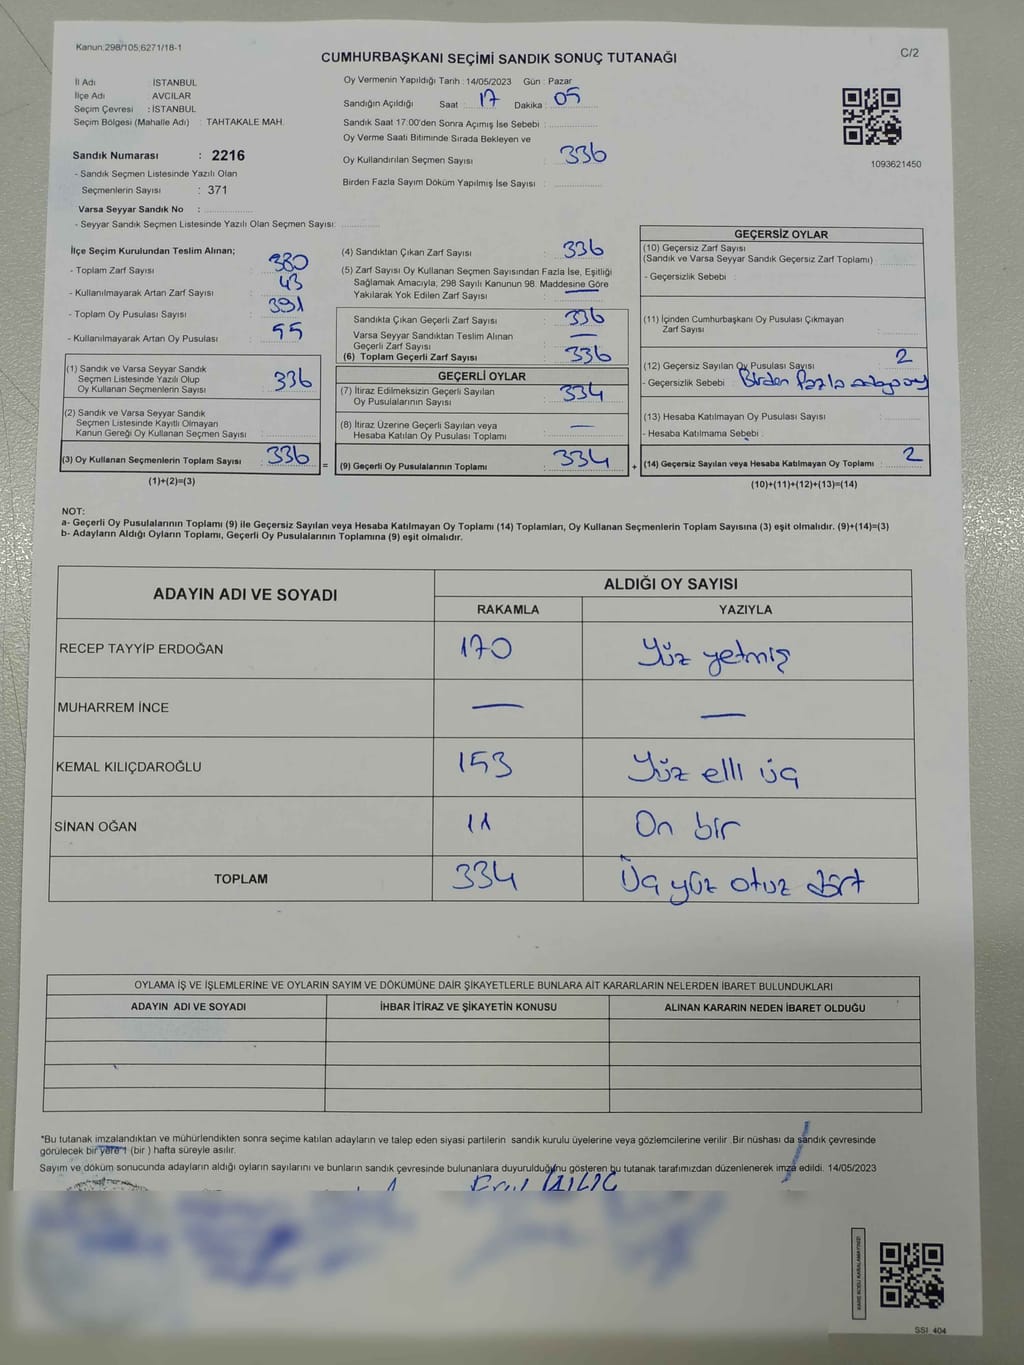 Kanun:298/105;6271/18-1
C/2
CUMHURBAŞKANI SEÇİMİ SANDIK SONUÇ TUTANAĞI
İl Adı : İSTANBUL
İlçe Adı : AVCILAR
Seçim Çevresi : İSTANBUL
Seçim Bölgesi (Mahalle Adı) : TAHTAKALE MAH.
Sandık Numarası : 2216
- Sandık Seçmen Listesinde Yazılı Olan
Seçmenlerin Sayısı : 371
Varsa Seyyar Sandık No :
- Seyyar Sandık Seçmen Listesinde Yazılı Olan Seçmen Sayısı:
Oy Vermenin Yapıldığı Tarih : 14/05/2023 Gün : Pazar
Sandığın Açıldığı Saat : 17 Dakika : 05
Sandık Saat 17:00'den Sonra Açımış İse Sebebi :
Oy Verme Saati Bitiminde Sırada Bekleyen ve
Oy Kullandırılan Seçmen Sayısı : 336
Birden Fazla Sayım Döküm Yapılmış İse Sayısı :
1093621450
İlçe Seçim Kurulundan Teslim Alınan;
- Toplam Zarf Sayısı : 380
- Kullanılmayarak Artan Zarf Sayısı : 43
- Toplam Oy Pusulası Sayısı : 391
- Kullanılmayarak Artan Oy Pusulası : 55
(1) Sandık ve Varsa Seyyar Sandık
Seçmen Listesinde Yazılı Olup
Oy Kullanan Seçmenlerin Sayısı : 336
(2) Sandık ve Varsa Seyyar Sandık
Seçmen Listesinde Kayıtlı Olmayan
Kanun Gereği Oy Kullanan Seçmen Sayısı :
(3) Oy Kullanan Seçmenlerin Toplam Sayısı : 336
(1)+(2)=(3)
=
(4) Sandıktan Çıkan Zarf Sayısı : 336
(5) Zarf Sayısı Oy Kullanan Seçmen Sayısından Fazla İse, Eşitliği
Sağlamak Amacıyla, 298 Sayılı Kanunun 98. Maddesine Göre
Yakılarak Yok Edilen Zarf Sayısı : —
Sandıkta Çıkan Geçerli Zarf Sayısı : 336
Varsa Seyyar Sandıktan Teslim Alınan
Geçerli Zarf Sayısı : —
(6) Toplam Geçerli Zarf Sayısı : 336
GEÇERLİ OYLAR
(7) İtiraz Edilmeksizin Geçerli Sayılan
Oy Pusulalarının Sayısı : 334
(8) İtiraz Üzerine Geçerli Sayılan veya
Hesaba Katılan Oy Pusulası Toplamı : —
(9) Geçerli Oy Pusulalarının Toplamı : 334
+
GEÇERSİZ OYLAR
(10) Geçersiz Zarf Sayısı
(Sandık ve Varsa Seyyar Sandık Geçersiz Zarf Toplamı) :
- Geçersizlik Sebebi :
(11) İçinden Cumhurbaşkanı Oy Pusulası Çıkmayan
Zarf Sayısı :
(12) Geçersiz Sayılan Oy Pusulası Sayısı : 2
- Geçersizlik Sebebi : Birden fazla
(13) Hesaba Katılmayan Oy Pusulası Sayısı :
- Hesaba Katılmama Sebebi :
(14) Geçersiz Sayılan veya Hesaba Katılmayan Oy Toplamı : 2
(10)+(11)+(12)+(13)=(14)
NOT:
a- Geçerli Oy Pusulalarının Toplamı (9) ile Geçersiz Sayılan veya Hesaba Katılmayan Oy Toplamı (14) Toplamları, Oy Kullanan Seçmenlerin Toplam Sayısına (3) eşit olmalıdır. (9)+(14)=(3)
b- Adayların Aldığı Oyların Toplamı, Geçerli Oy Pusulalarının Toplamına (9) eşit olmalıdır.
ADAYIN ADI VE SOYADI ALDIĞI OY SAYISI
RAKAMLA YAZIYLA
RECEP TAYYİP ERDOĞAN 170 Yüz yetmiş
MUHARREM İNCE — —
KEMAL KILIÇDAROĞLU 153 Yüz elli üç
SİNAN OĞAN 11 On bir
TOPLAM 334 Üç yüz otuz dört
OYLAMA İŞ VE İŞLEMLERİNE VE OYLARIN SAYIM VE DÖKÜMÜNE DAİR ŞİKAYETLERLE BUNLARA AİT KARARLARIN NELERDEN İBARET BULUNDUKLARI
ADAYIN ADI VE SOYADI İHBAR İTİRAZ VE ŞİKAYETİN KONUSU ALINAN KARARIN NEDEN İBARET OLDUĞU
*Bu tutanak imzalandıktan ve mühürlendikten sonra seçime katılan adayların ve talep eden siyasi partilerin sandık kurulu üyelerine veya gözlemcilerine verilir .Bir nüshası da sandık çevresinde
görülecek bir yere 1 (bir ) hafta süreyle asılır.
Sayım ve döküm sonucunda adayların aldığı oyların sayılarını ve bunların sandık çevresinde bulunanlara duyurulduğunu gösteren bu tutanak tarafımızdan düzenlenerek imza edildi. 14/05/2023
KARE KODU KARALAMAYINIZ!
SSI_404